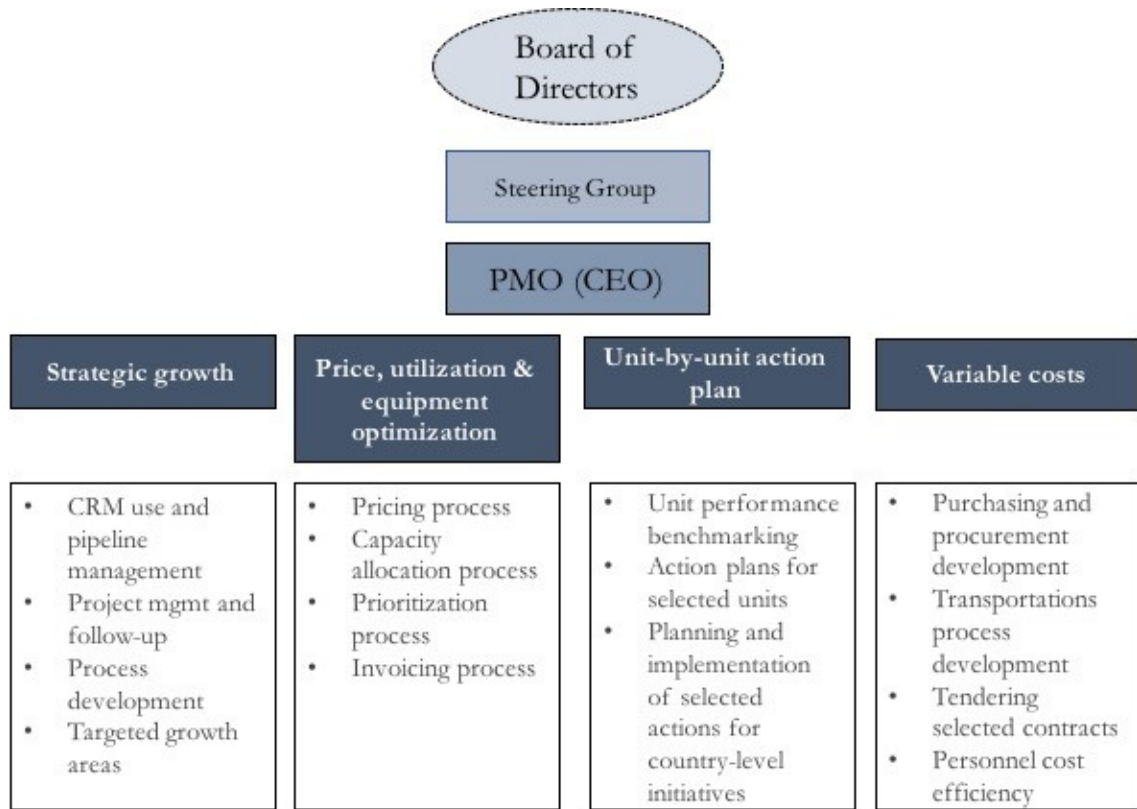 Board of
Directors
Steering Group
PMO (CEO)
Strategic growth
Price, utilization &
equipment
optimization
Unit-by-unit action
plan
Variable costs
• CRM use and
pipeline
management
• Project mgmt and
follow-up
• Process
development
• Targeted growth
areas
• Pricing process
• Capacity
allocation process
• Prioritization
process
• Invoicing process
• Unit performance
benchmarking
• Action plans for
selected units
• Planning and
implementation
of selected
actions for
country-level
initiatives
• Purchasing and
procurement
development
• Transportations
process
development
• Tendering
selected contracts
• Personnel cost
efficiency